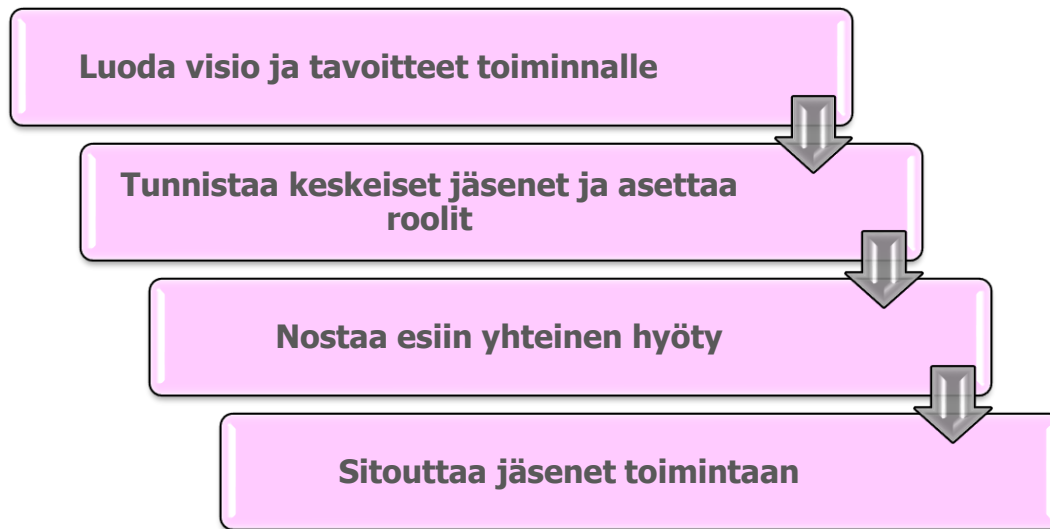 Luoda visio ja tavoitteet toiminnalle
Tunnistaa keskeiset jäsenet ja asettaa
roolit
Nostaa esiin yhteinen hyöty
Sitouttaa jäsenet toimintaan